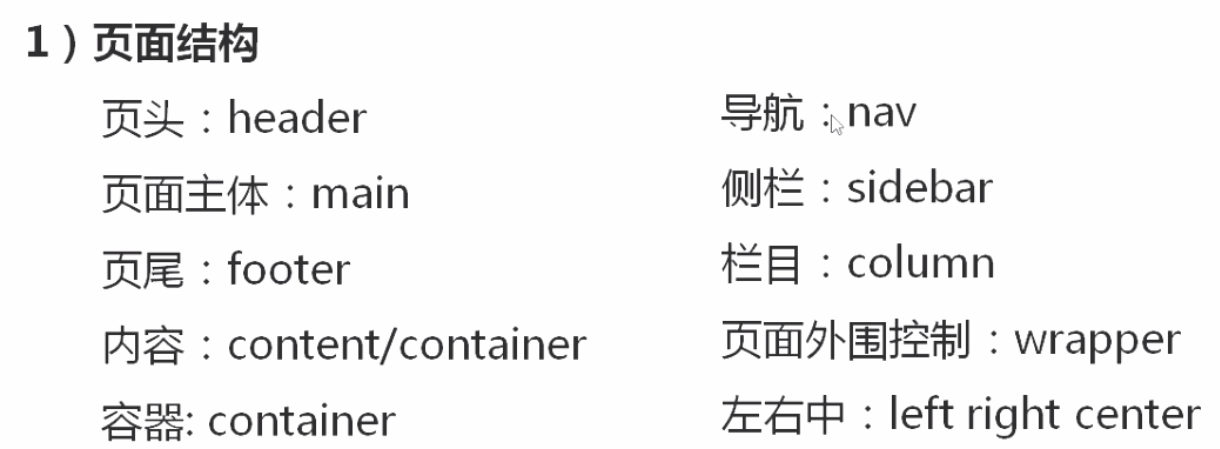 1）页面结构
页头：header
页面主体：main
页尾：footer
内容：content/container
容器: container
导航：nav
侧栏：sidebar
栏目：column
页面外围控制：wrapper
左右中：left right center